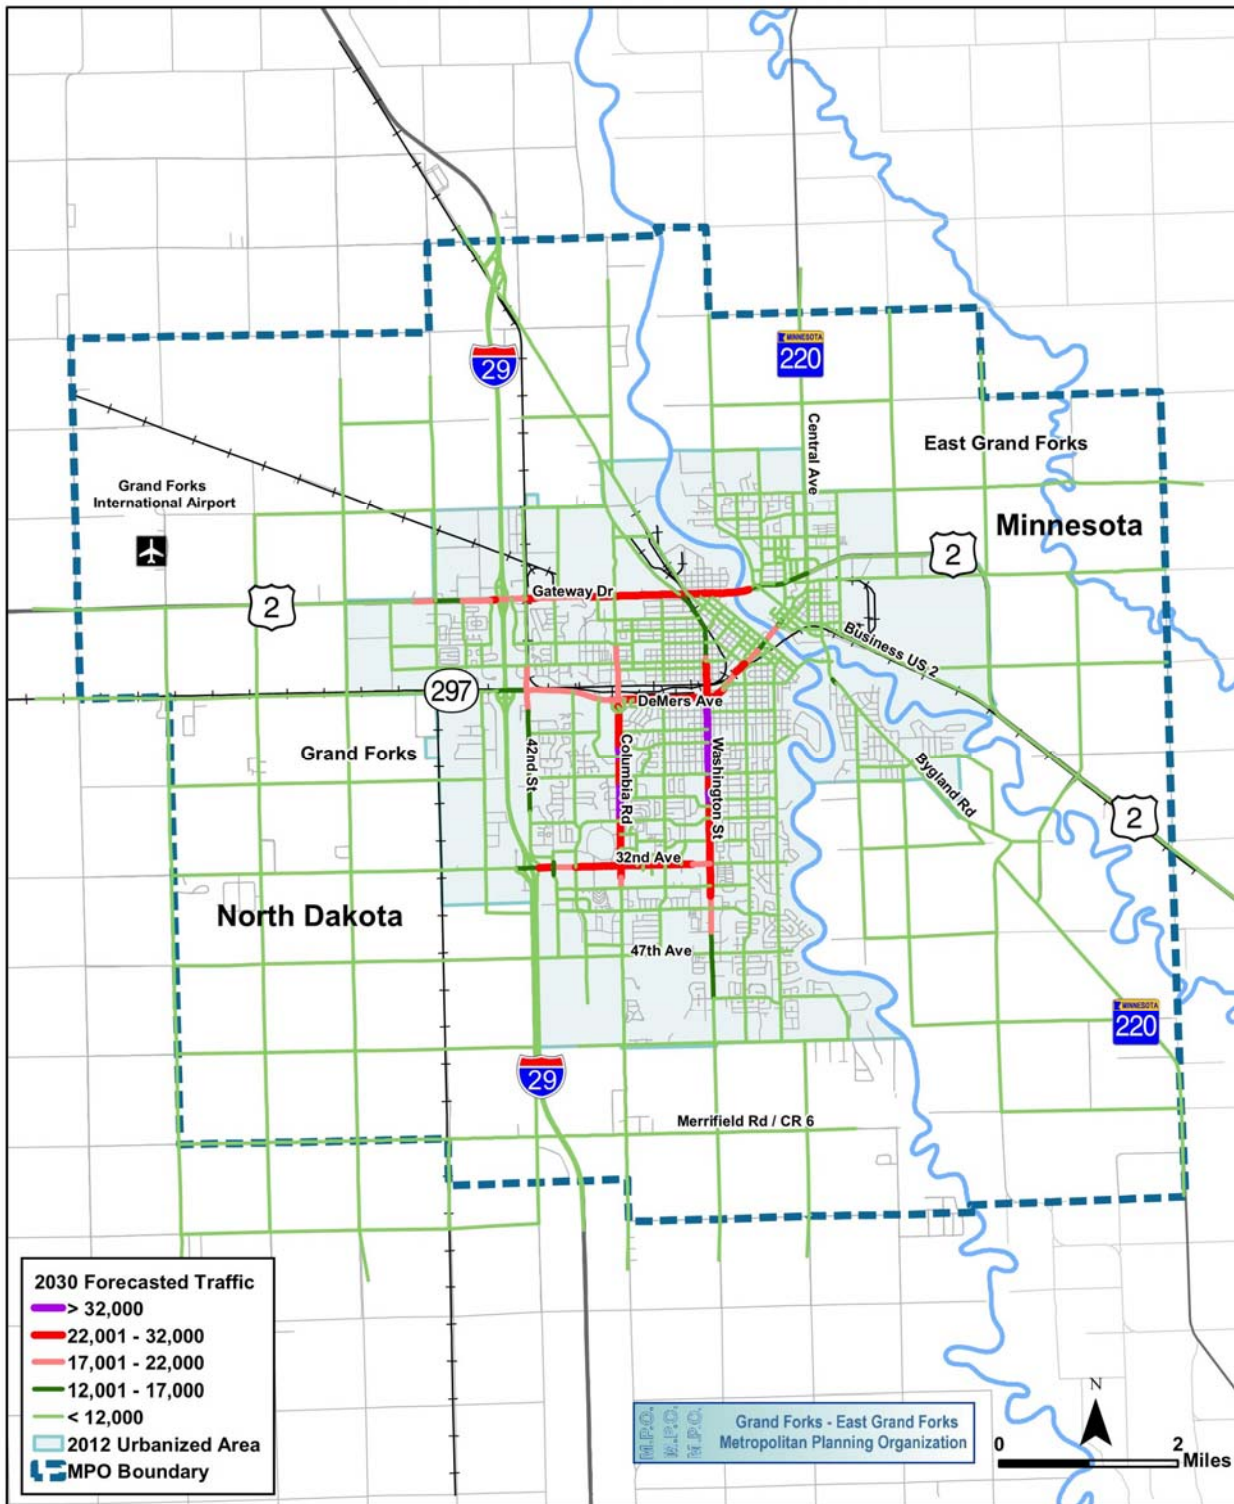 29
MINNESOTA
220
Central Ave
East Grand Forks
Grand Forks
International Airport
Minnesota
2
2
Gateway Dr
Business US 2
297
DeMers Ave
Grand Forks
42nd St
Columbia Rd
Washington St
Bygland Rd
2
32nd Ave
North Dakota
47th Ave
MINNESOTA
220
29
Merrifield Rd / CR 6
2030 Forecasted Traffic
> 32,000
22,001 - 32,000
17,001 - 22,000
12,001 - 17,000
< 12,000
2012 Urbanized Area
MPO Boundary
M.P.O.
M.P.O.
M.P.O.
Grand Forks - East Grand Forks
Metropolitan Planning Organization
N
0 2
Miles